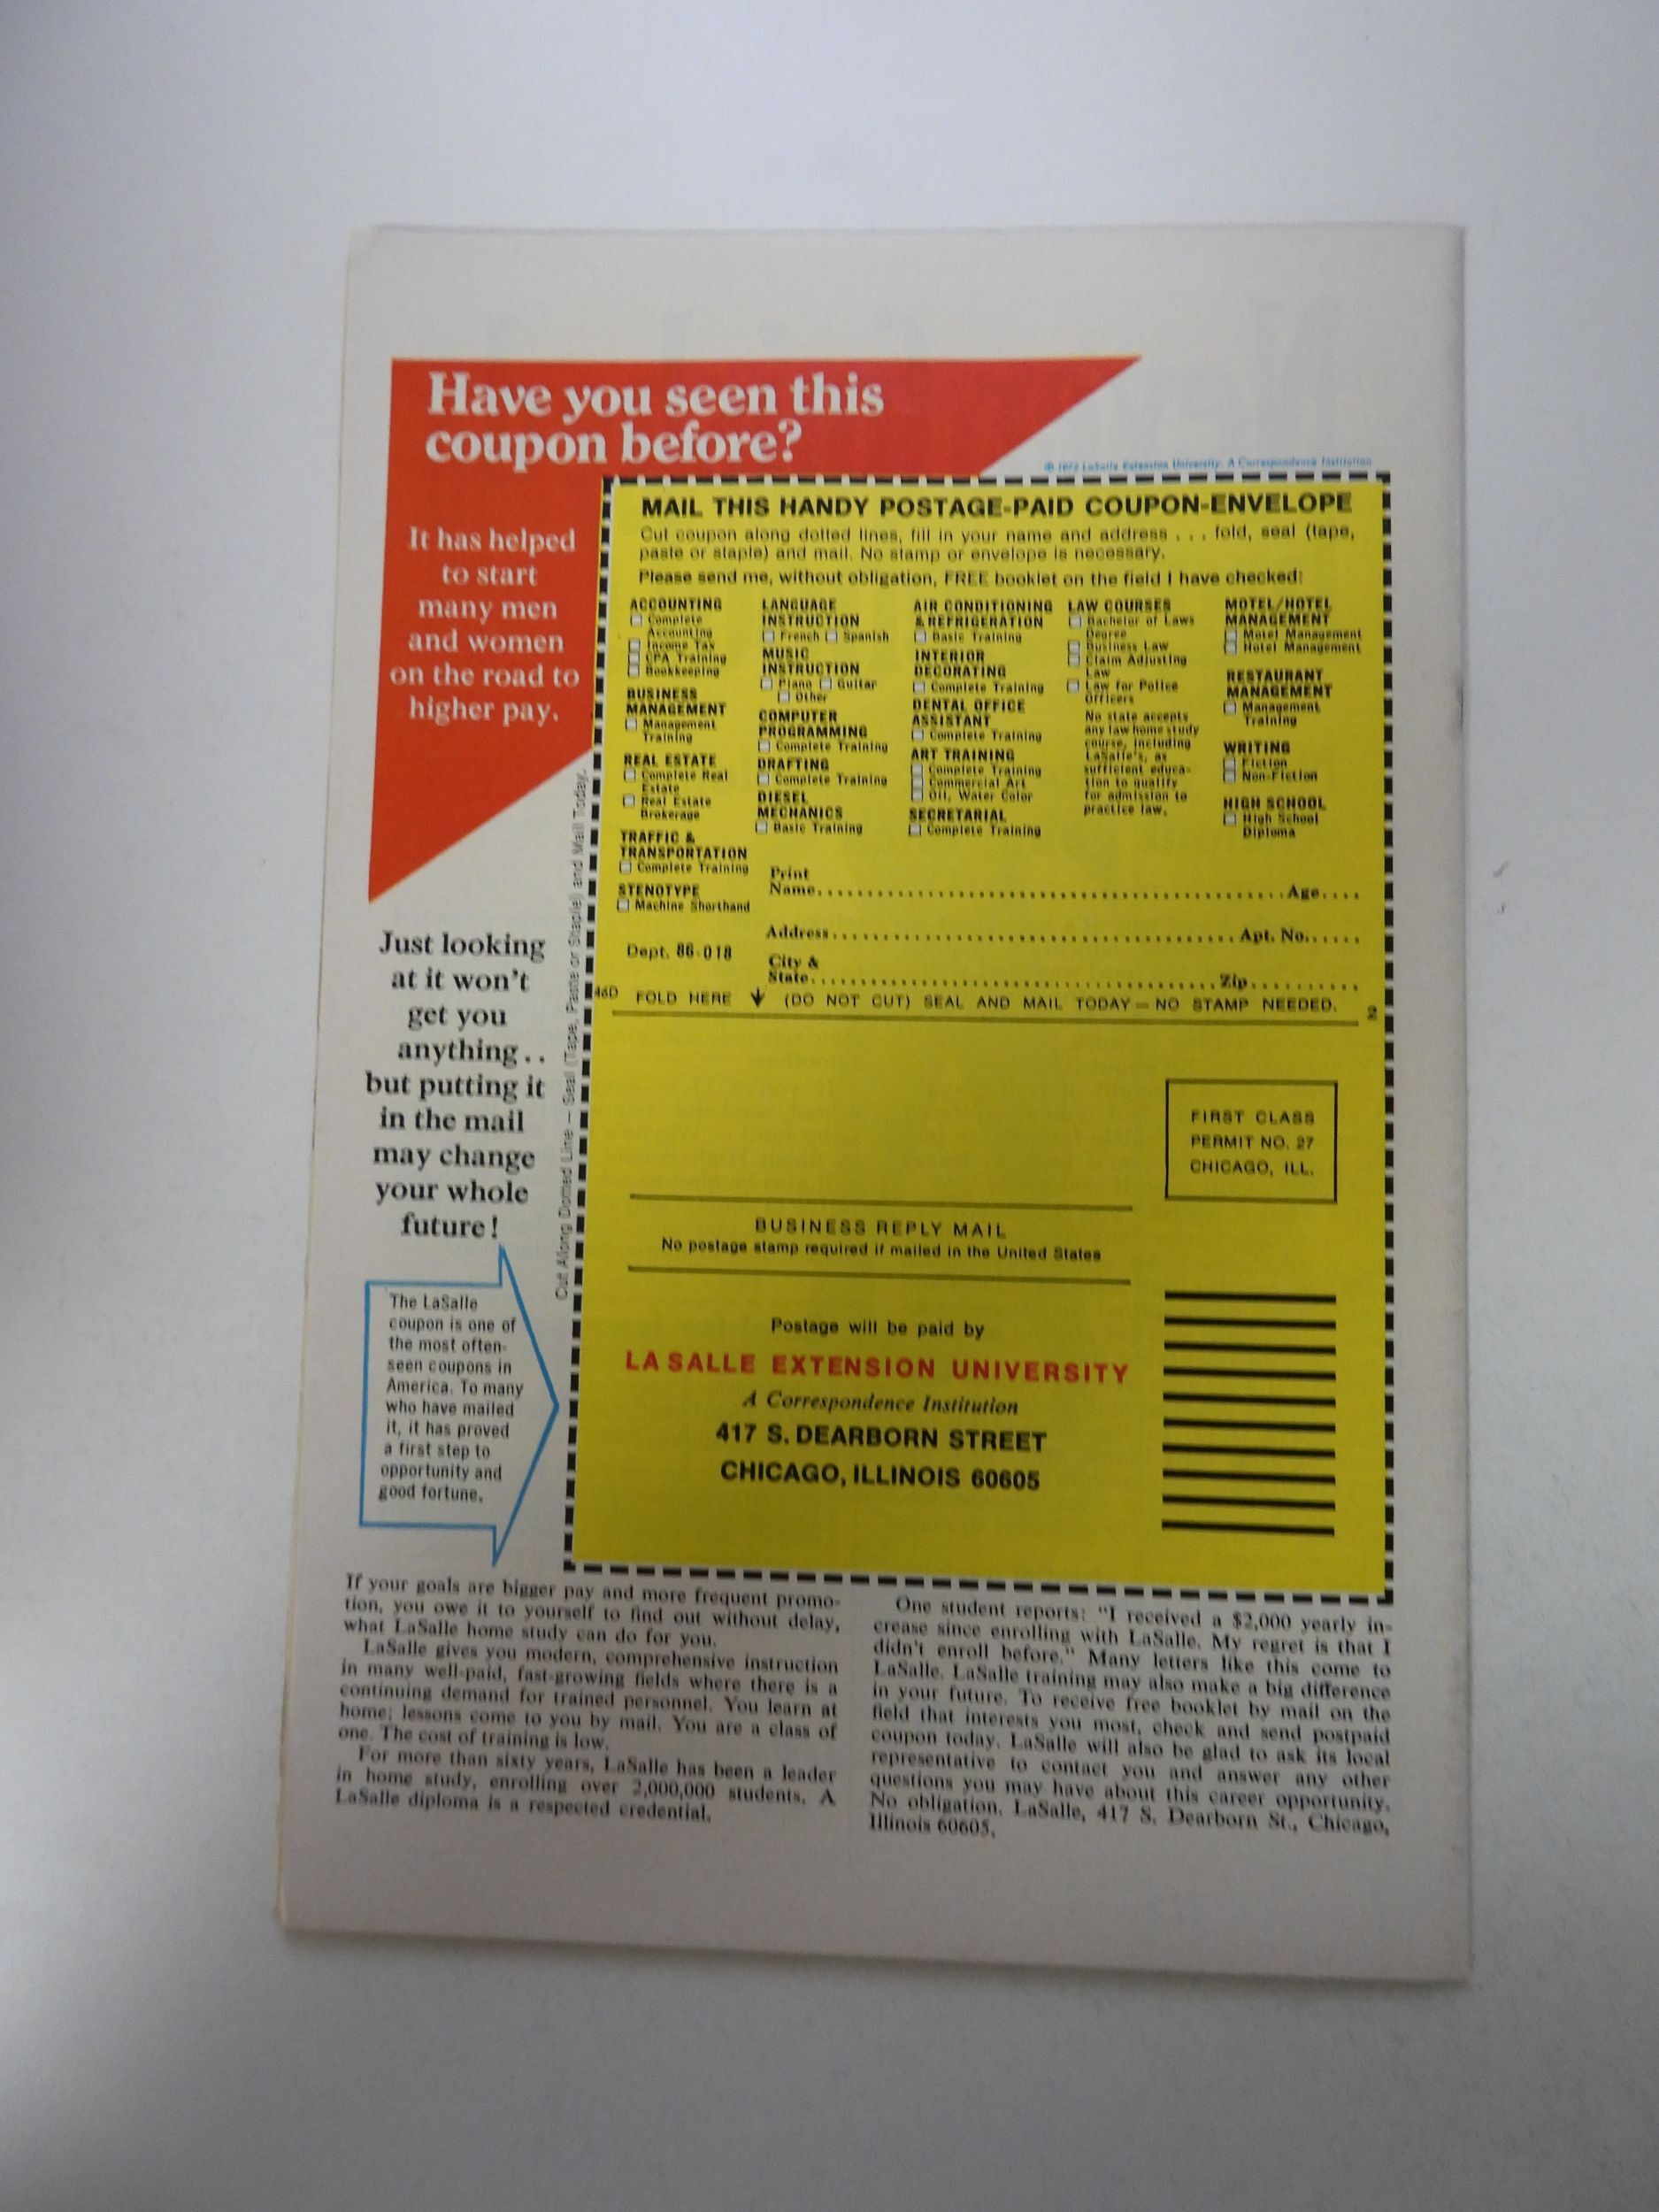 Have you seen this
coupon before?
It has helped
to start
many men
and women
on the road to
higher pay.
Just looking
at it won't
get you
anything . .
but putting it
in the mail
may change
your whole
future!
The LaSalle
coupon is one of
the most often-
seen coupons in
America. To many
who have mailed
it, it has proved
a first step to
opportunity and
good fortune.
Cut Along Dotted Line — Seal (Tape, Paste or Staple) and Mail Today.
LaSalle Extension University, A Correspondence Institution
MAIL THIS HANDY POSTAGE-PAID COUPON-ENVELOPE
Cut coupon along dotted lines, fill in your name and address . . . fold, seal (tape,
paste or staple) and mail. No stamp or envelope is necessary.
Please send me, without obligation, FREE booklet on the field I have checked:
ACCOUNTING
Complete
Accounting
Income Tax
CPA Training
Bookkeeping
BUSINESS
MANAGEMENT
Management
Training
REAL ESTATE
Complete Real
Estate
Real Estate
Brokerage
TRAFFIC &
TRANSPORTATION
Complete Training
STENOTYPE
Machine Shorthand
LANGUAGE
INSTRUCTION
French Spanish
MUSIC
INSTRUCTION
Piano Guitar
Other
COMPUTER
PROGRAMMING
Complete Training
DRAFTING
Complete Training
DIESEL
MECHANICS
Basic Training
AIR CONDITIONING
& REFRIGERATION
Basic Training
INTERIOR
DECORATING
Complete Training
DENTAL OFFICE
ASSISTANT
Complete Training
ART TRAINING
Complete Training
Commercial Art
Oil, Water Color
SECRETARIAL
Complete Training
LAW COURSES
Bachelor of Laws
Degree
Business Law
Claim Adjusting
Law
Law for Police
Officers
No state accepts
any law home study
course, including
LaSalle's, as
sufficient educa-
tion to qualify
for admission to
practice law.
MOTEL/HOTEL
MANAGEMENT
Motel Management
Hotel Management
RESTAURANT
MANAGEMENT
Management
Training
WRITING
Fiction
Non-Fiction
HIGH SCHOOL
High School
Diploma
Dept. 86-018
Print
Name Age
Address Apt. No.
City &
State Zip
46D FOLD HERE (DO NOT CUT) SEAL AND MAIL TODAY — NO STAMP NEEDED.
FIRST CLASS
PERMIT NO. 27
CHICAGO, ILL.
BUSINESS REPLY MAIL
No postage stamp required if mailed in the United States
Postage will be paid by
LA SALLE EXTENSION UNIVERSITY
A Correspondence Institution
417 S. DEARBORN STREET
CHICAGO, ILLINOIS 60605
If your goals are bigger pay and more frequent promo-
tion, you owe it to yourself to find out without delay,
what LaSalle home study can do for you.
LaSalle gives you modern, comprehensive instruction
in many well-paid, fast-growing fields where there is a
continuing demand for trained personnel. You learn at
home; lessons come to you by mail. You are a class of
one. The cost of training is low.
For more than sixty years, LaSalle has been a leader
in home study, enrolling over 2,000,000 students. A
LaSalle diploma is a respected credential.
One student reports: "I received a $2,000 yearly in-
crease since enrolling with LaSalle. My regret is that I
didn't enroll before." Many letters like this come to
LaSalle. LaSalle training may also make a big difference
in your future. To receive free booklet by mail on the
field that interests you most, check and send postpaid
coupon today. LaSalle will also be glad to ask its local
representative to contact you and answer any other
questions you may have about this career opportunity.
No obligation. LaSalle, 417 S. Dearborn St., Chicago,
Illinois 60605.